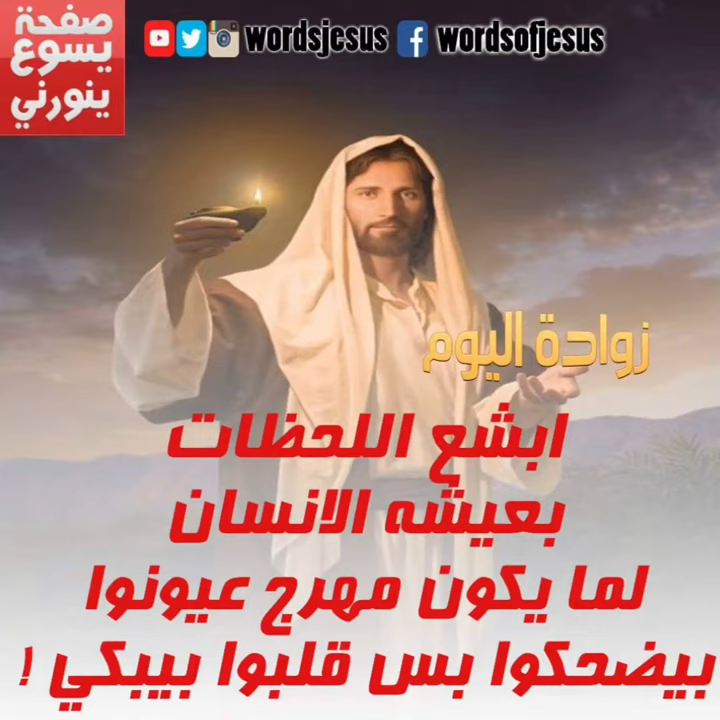 صفحة
يسوع
ينورني
wordsjesus wordsofjesus
زوادة اليوم
ابشع اللحظات
بعيشه الانسان
لما يكون مهرج عيونوا
بيضحكوا بس قلبوا بيبكي !